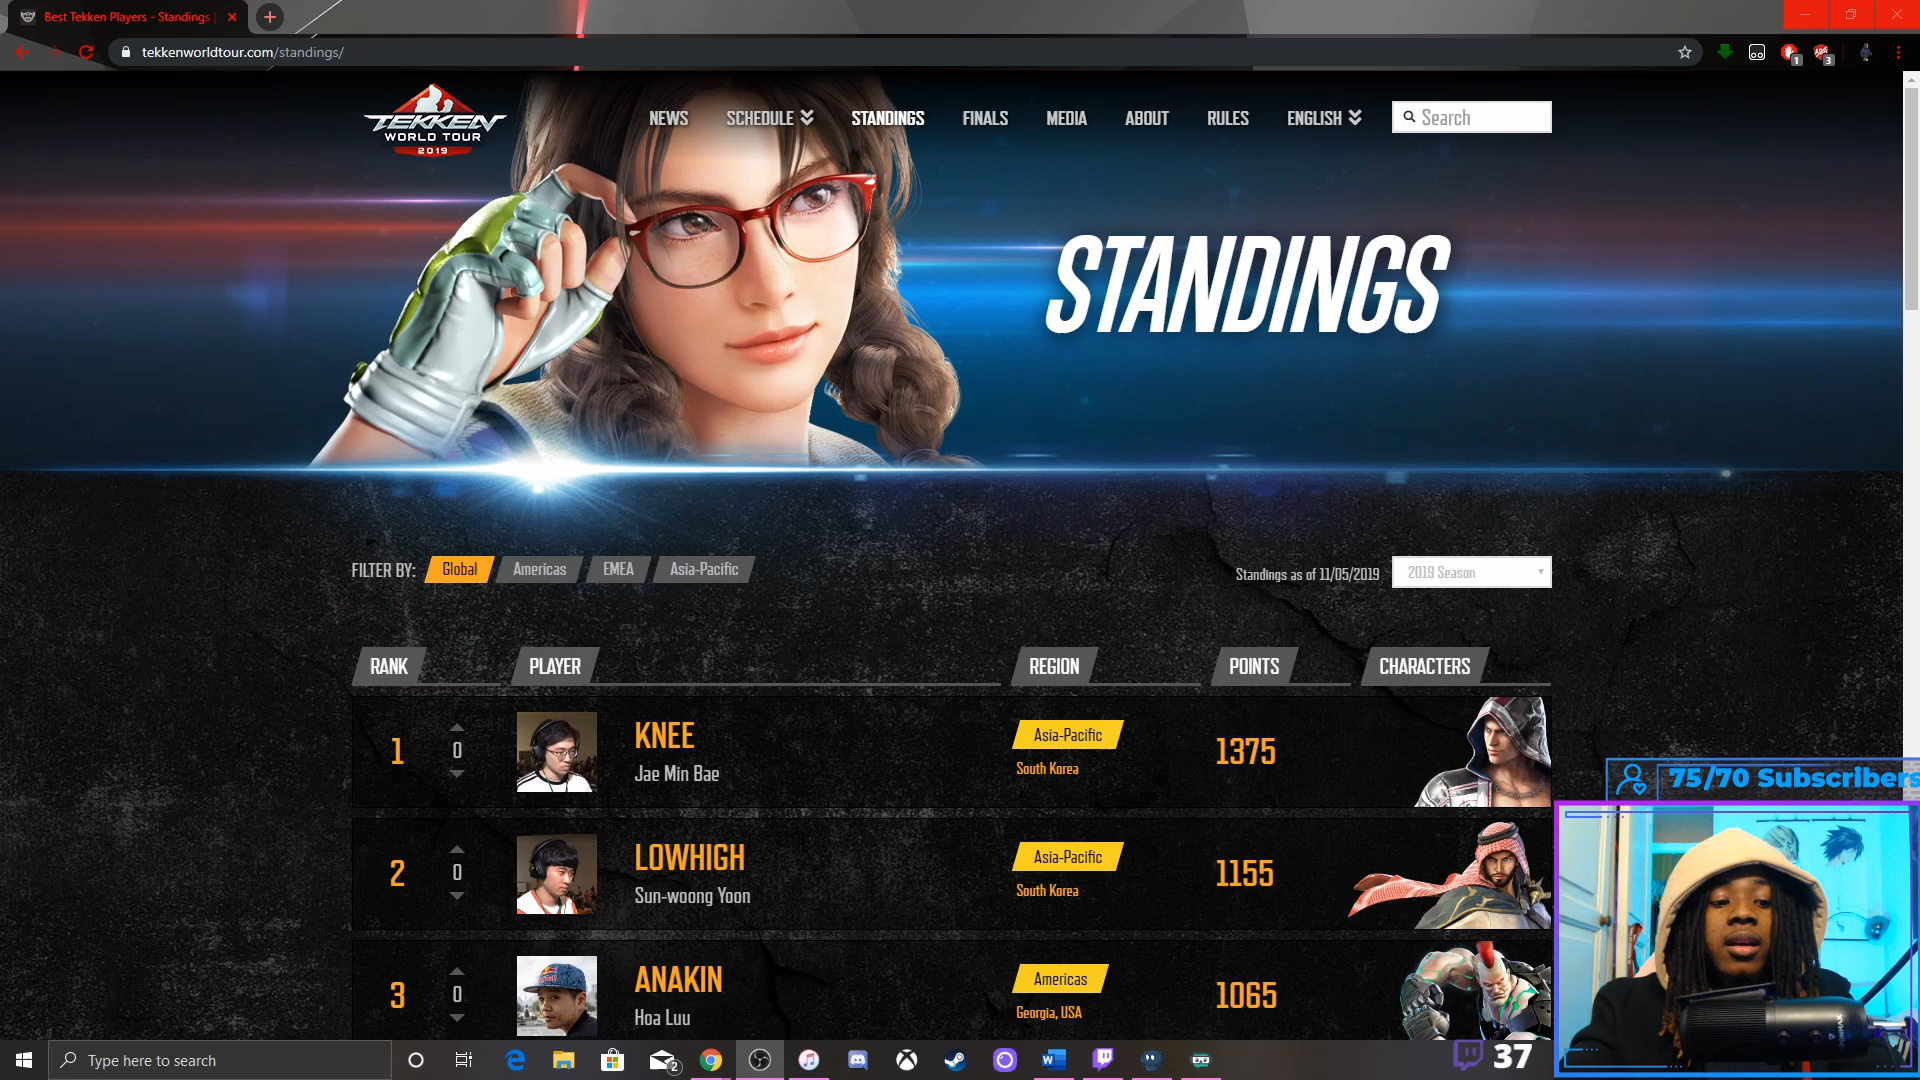 Best Tekken Players - Standings |
tekkenworldtour.com/standings/
1
3
TEKKEN
WORLD TOUR
2019
NEWS
SCHEDULE
STANDINGS
FINALS
MEDIA
ABOUT
RULES
ENGLISH
Search
STANDINGS
FILTER BY:
Global
Americas
EMEA
Asia-Pacific
Standings as of 11/05/2019
2019 Season
RANK
PLAYER
REGION
POINTS
CHARACTERS
1
0
KNEE
Jae Min Bae
Asia-Pacific
South Korea
1375
2
0
LOWHIGH
Sun-woong Yoon
Asia-Pacific
South Korea
1155
3
0
ANAKIN
Hoa Luu
Americas
Georgia, USA
1065
75/70 Subscribers
Type here to search
2
37